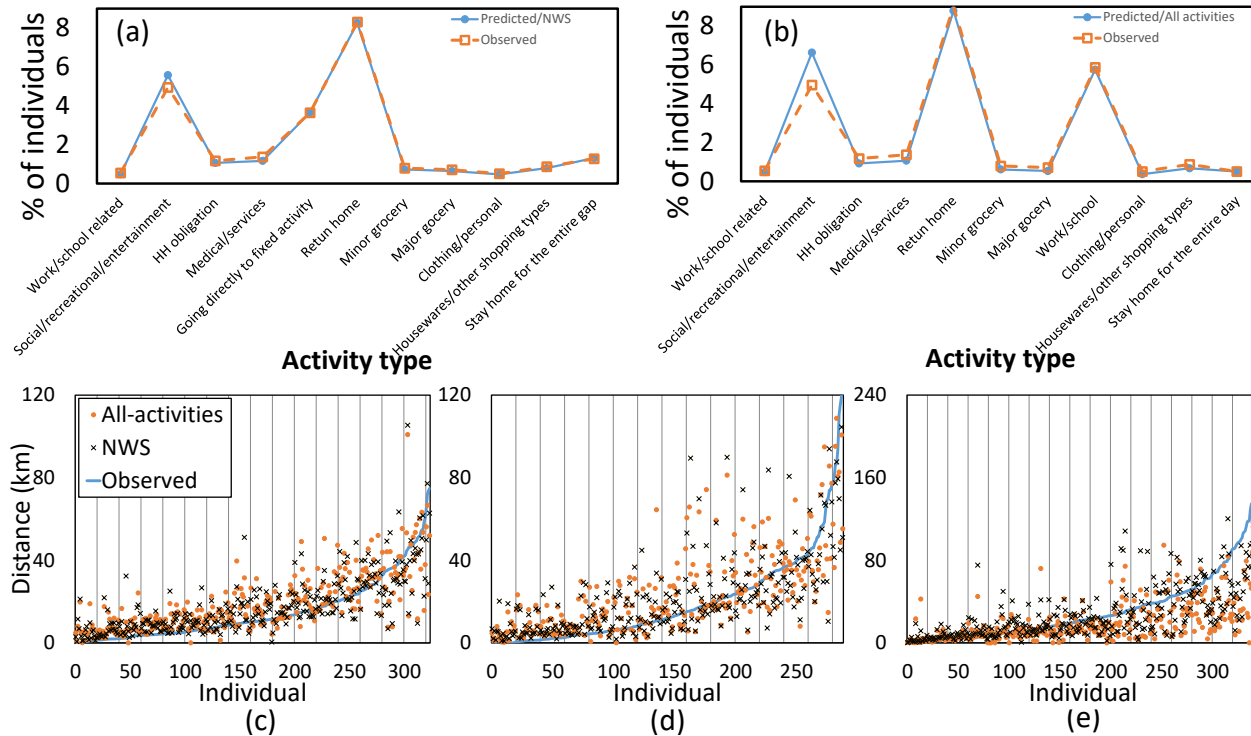 (a)
Predicted/NWS
Observed
% of individuals
8
6
4
2
0
Work/school related
Social/recreational/entertainment
HH obligation
Medical/services
Going directly to fixed activity
Retun home
Minor grocery
Major gocery
Clothing/personal
Housewares/other shopping types
Stay home for the entire gap
Activity type
(b)
Predicted/All activities
Observed
% of individuals
8
6
4
2
0
Work/school related
Social/recreational/entertainment
HH obligation
Medical/services
Retun home
Minor grocery
Major gocery
Work/school
Clothing/personal
Housewares/other shopping types
Stay home for the entire day
Activity type
All-activities
NWS
Observed
Distance (km)
120
80
40
0
0 50 100 150 200 250 300
Individual
(c)
120
80
40
0
0 50 100 150 200 250
Individual
(d)
240
160
80
0
0 50 100 150 200 250 300
Individual
(e)